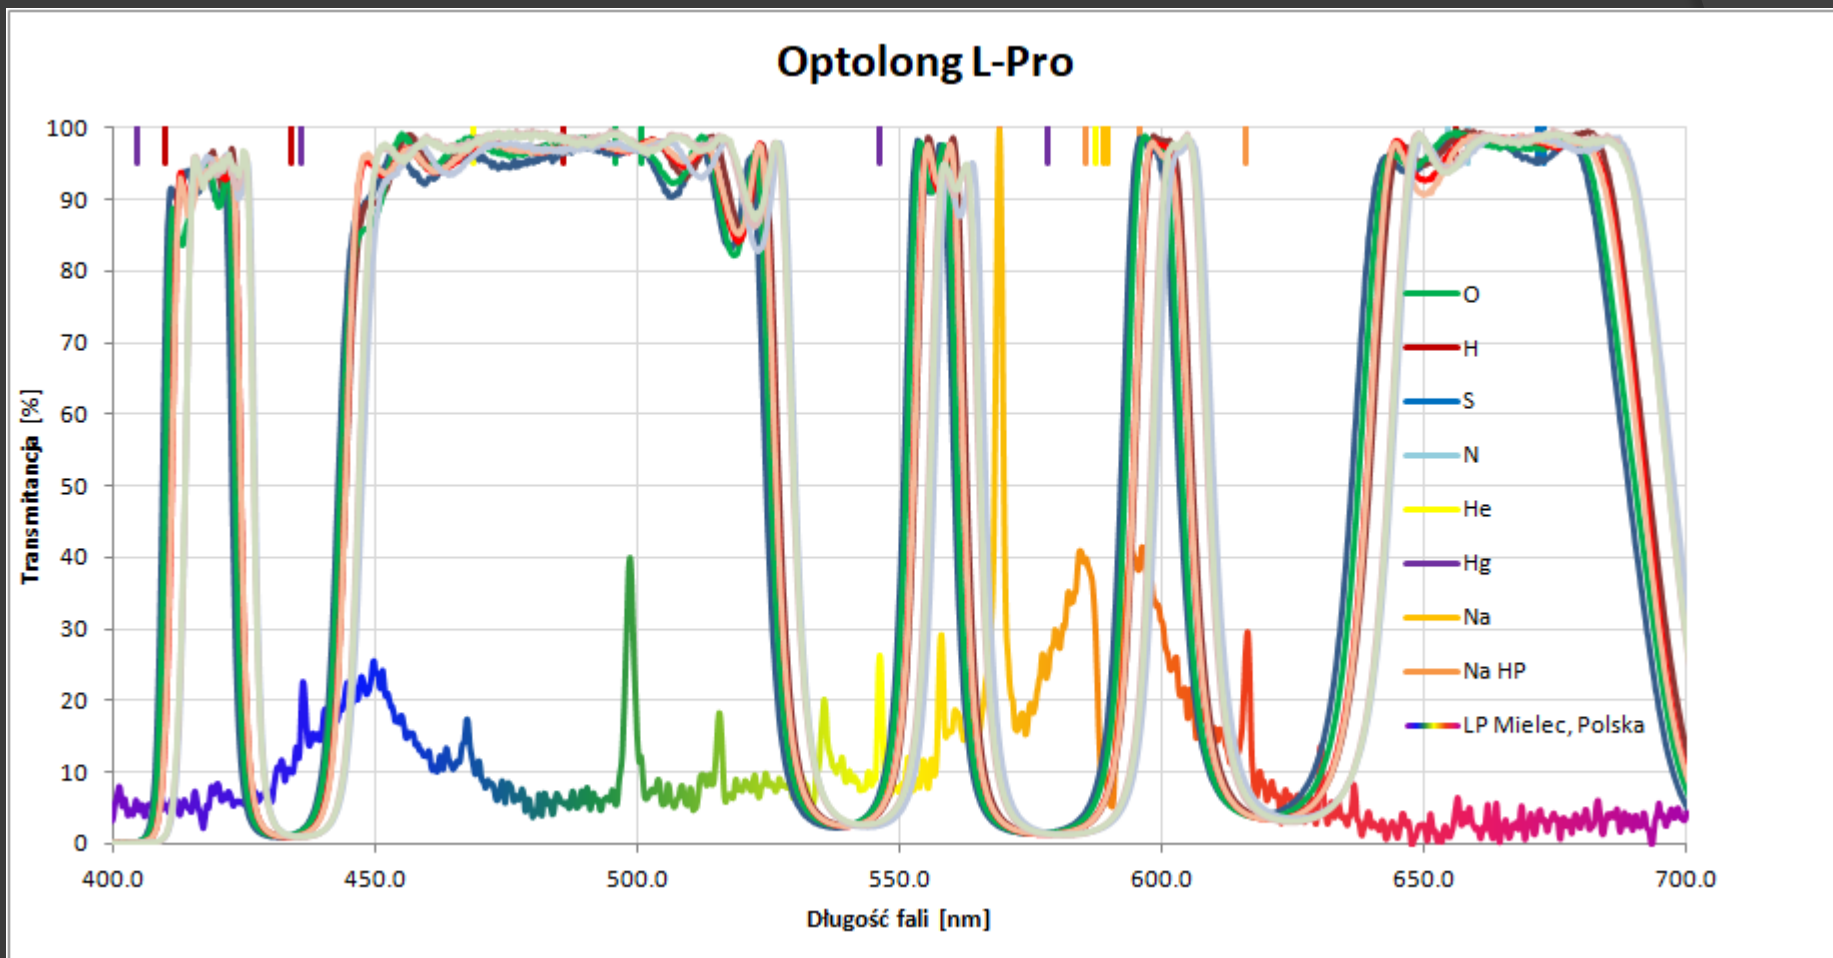 Optolong L-Pro
Transmitancja [%]
100
90
80
70
60
50
40
30
20
10
0
O
H
S
N
He
Hg
Na
Na HP
LP Mielec, Polska
400.0 450.0 500.0 550.0 600.0 650.0 700.0
Długość fali [nm]